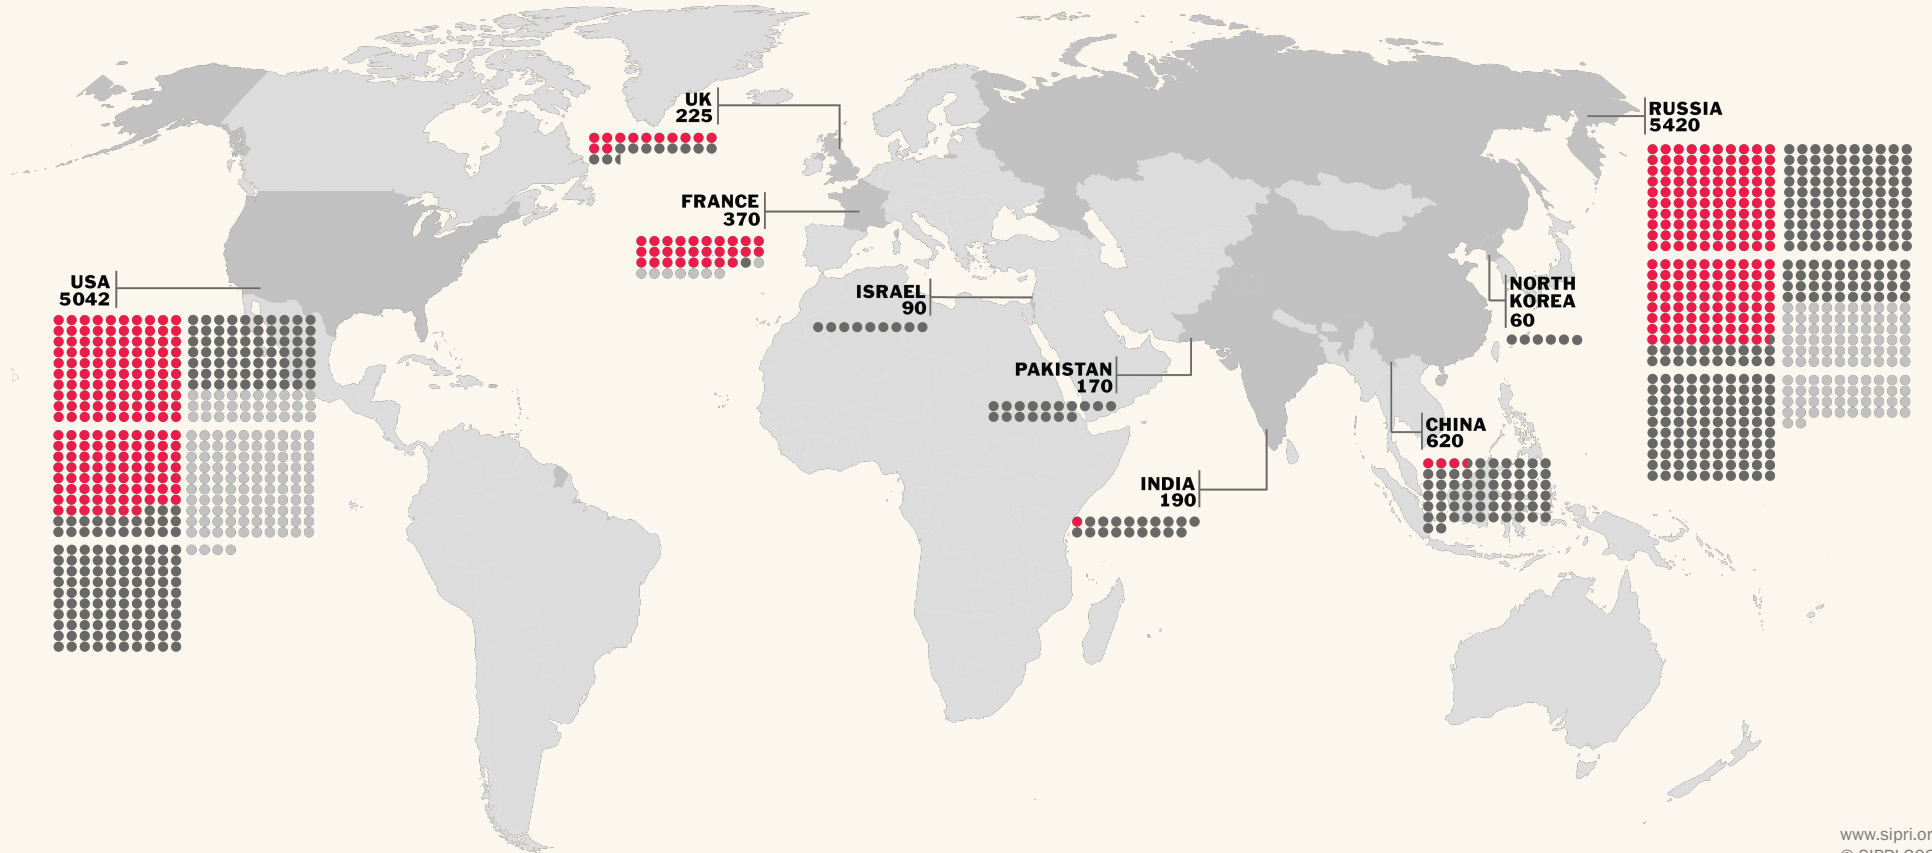 UK
225
RUSSIA
5420
FRANCE
370
USA
5042
ISRAEL
90
NORTH
KOREA
60
PAKISTAN
170
CHINA
620
INDIA
190
www.sipri.or
© SIPRI